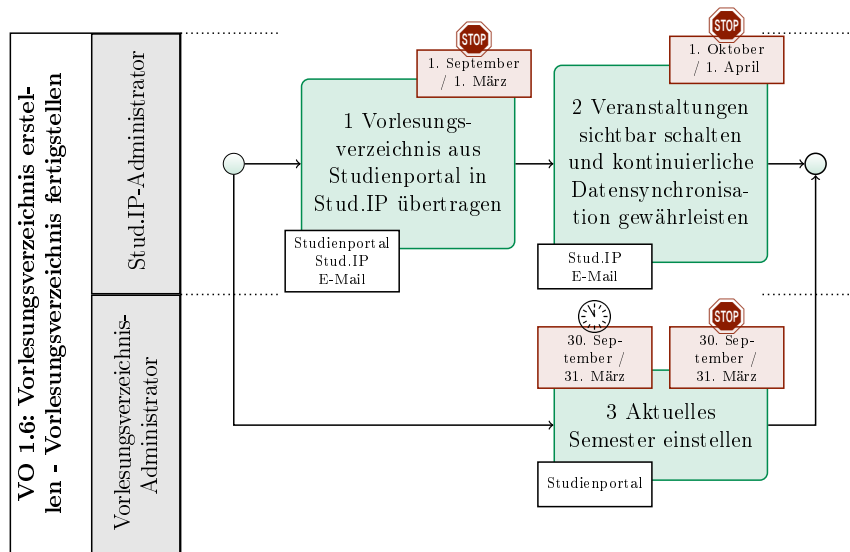 VO 1.6: Vorlesungsverzeichnis erstel-
len - Vorlesungsverzeichnis fertigstellen
Stud.IP-Administrator
STOP
1. September
/ 1. März
1 Vorlesungs-
verzeichnis aus
Studienportal in
Stud.IP übertragen
Studienportal
Stud.IP
E-Mail
STOP
1. Oktober
/ 1. April
2 Veranstaltungen
sichtbar schalten
und kontinuierliche
Datensynchronisa-
tion gewährleisten
Stud.IP
E-Mail
Vorlesungsverzeichnis-
Administrator
30. Sep-
tember /
31. März
STOP
30. Sep-
tember /
31. März
3 Aktuelles
Semester einstellen
Studienportal